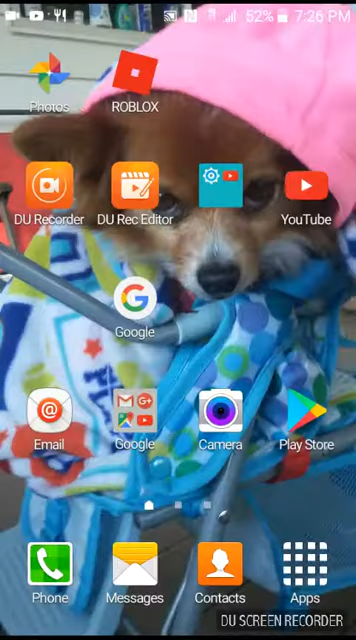 52% 7:26 PM
Photos ROBLOX
DU Recorder DU Rec Editor YouTube
Google
Email Google Camera Play Store
Phone Messages Contacts Apps
DU SCREEN RECORDER